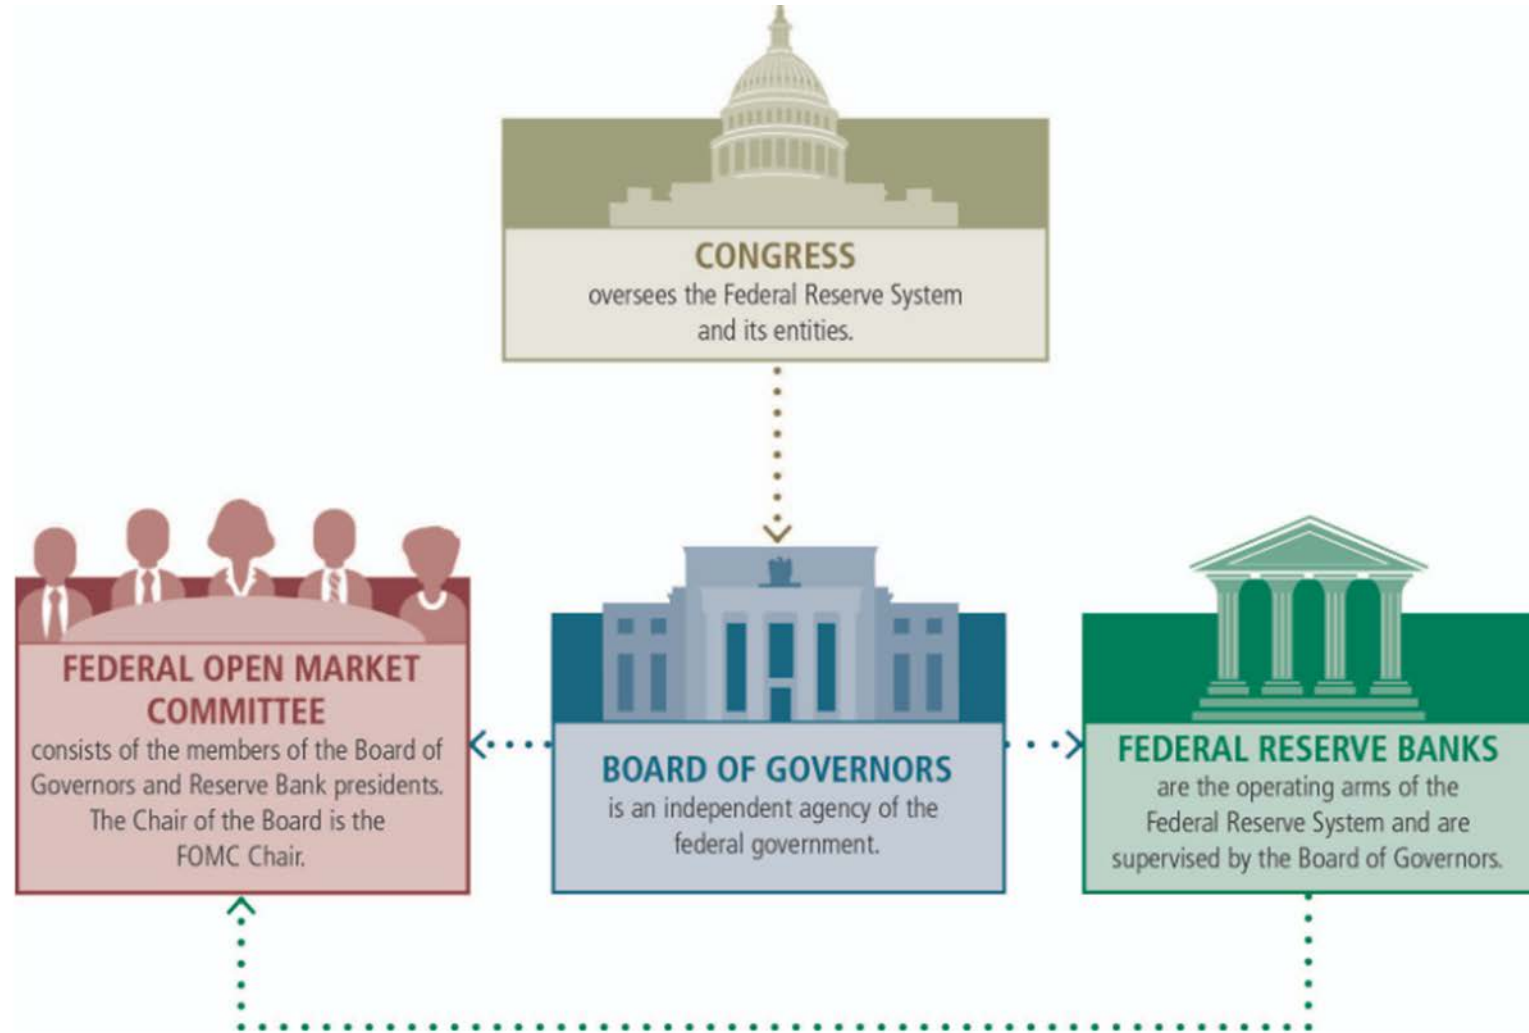 CONGRESS
oversees the Federal Reserve System
and its entities.
FEDERAL OPEN MARKET
COMMITTEE
consists of the members of the Board of
Governors and Reserve Bank presidents.
The Chair of the Board is the
FOMC Chair.
BOARD OF GOVERNORS
is an independent agency of the
federal government.
FEDERAL RESERVE BANKS
are the operating arms of the
Federal Reserve System and are
supervised by the Board of Governors.